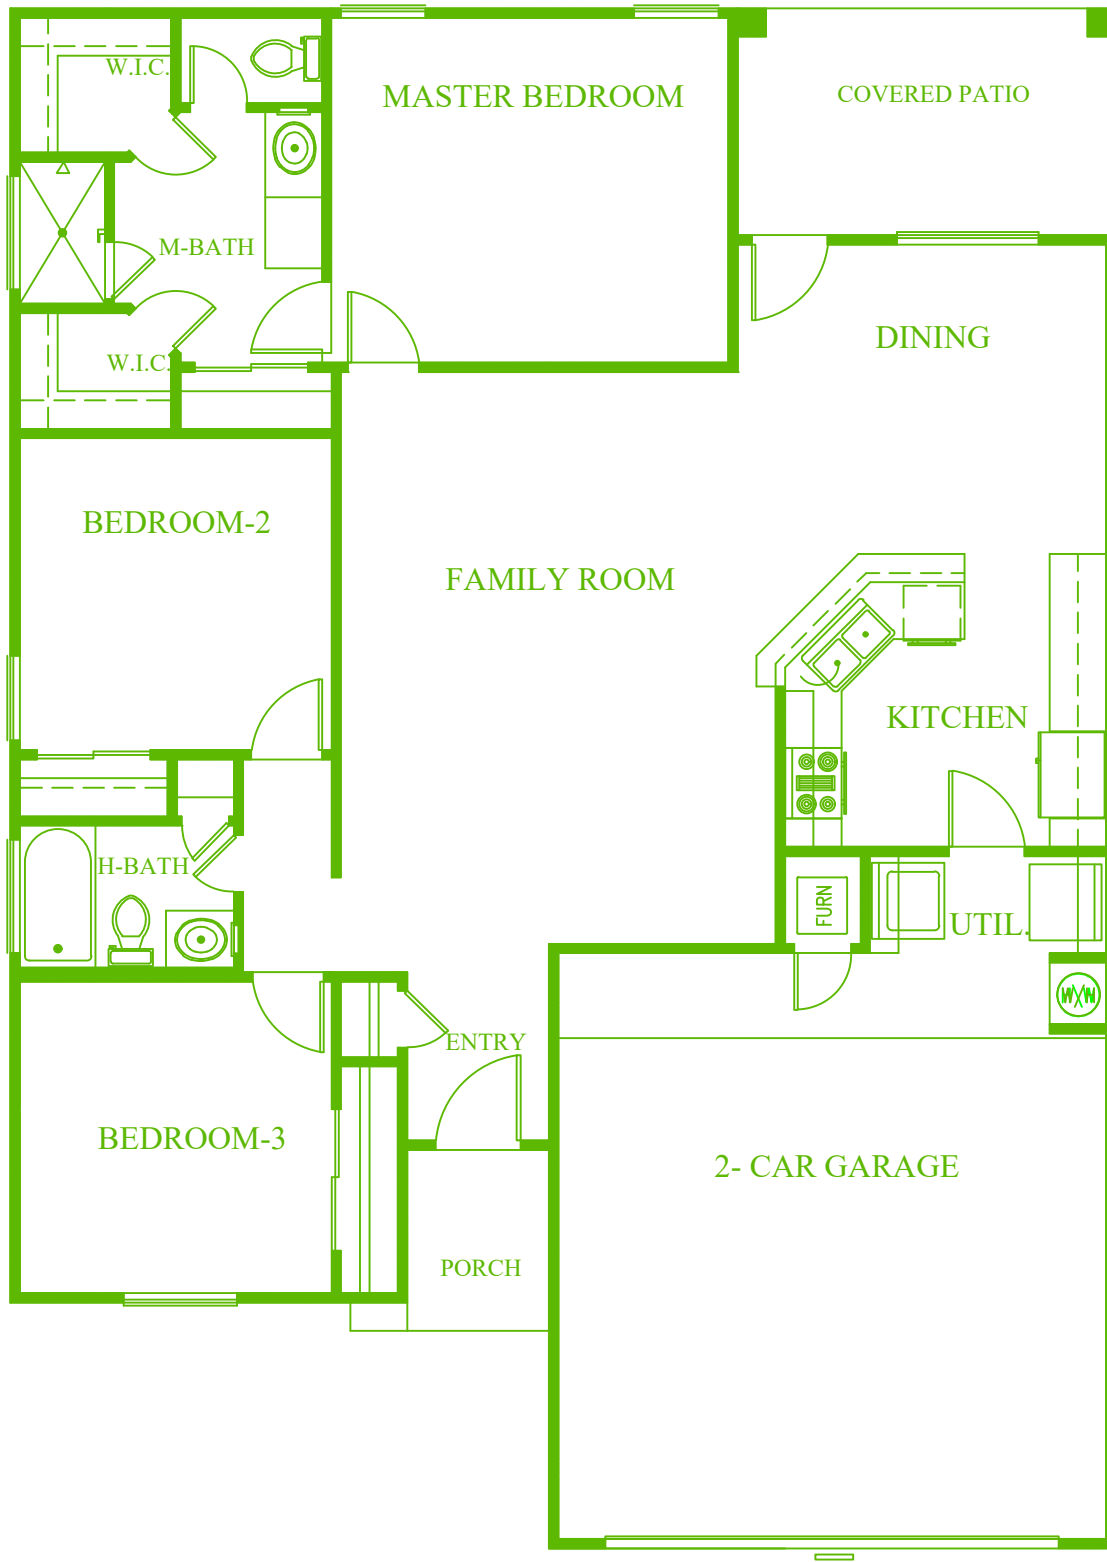 W.I.C.
MASTER BEDROOM
COVERED PATIO
M-BATH
DINING
W.I.C.
BEDROOM-2
FAMILY ROOM
KITCHEN
H-BATH
FURN
UTIL.
ENTRY
BEDROOM-3
2- CAR GARAGE
PORCH